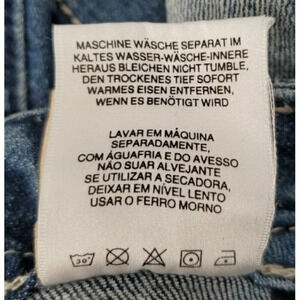 MASCHINE WÄSCHE SEPARAT IM
KALTES WASSER-WÄSCHE-INNERE
HERAUS BLEICHEN NICHT TUMBLE,
DEN TROCKENES TIEF SOFORT
WARMES EISEN ENTFERNEN,
WENN ES BENÖTIGT WIRD
LAVAR EM MÁQUINA
SEPARADAMENTE,
COM ÁGUAFRIA E DO AVESSO
NÃO SUAR ALVEJANTE
SE UTILIZAR A SECADORA,
DEIXAR EM NÍVEL LENTO
USAR O FERRO MORNO
30°